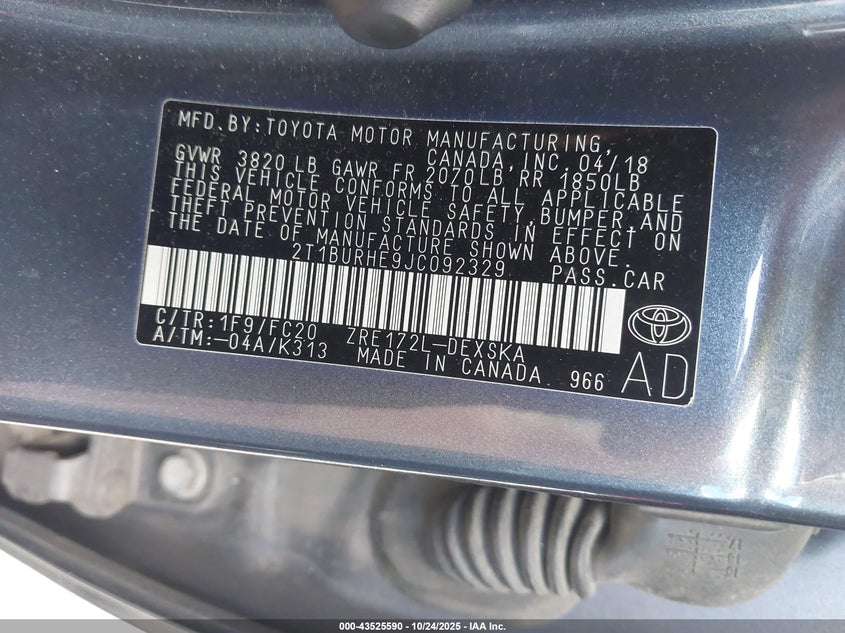 MFD. BY: TOYOTA MOTOR MANUFACTURING,
CANADA, INC. 04/18
GVWR 3820 LB GAWR FR 2070LB RR 1850LB
THIS VEHICLE CONFORMS TO ALL APPLICABLE
FEDERAL MOTOR VEHICLE SAFETY, BUMPER, AND
THEFT PREVENTION STANDARDS IN EFFECT ON
THE DATE OF MANUFACTURE SHOWN ABOVE.
2T1BURHE9JC092329 PASS. CAR
C/TR: 1F9/FC20 ZRE172L-DEXSKA
A/TM: -04A/K313 MADE IN CANADA 966
AD
000-43525590 - 10/24/2025 - IAA Inc.